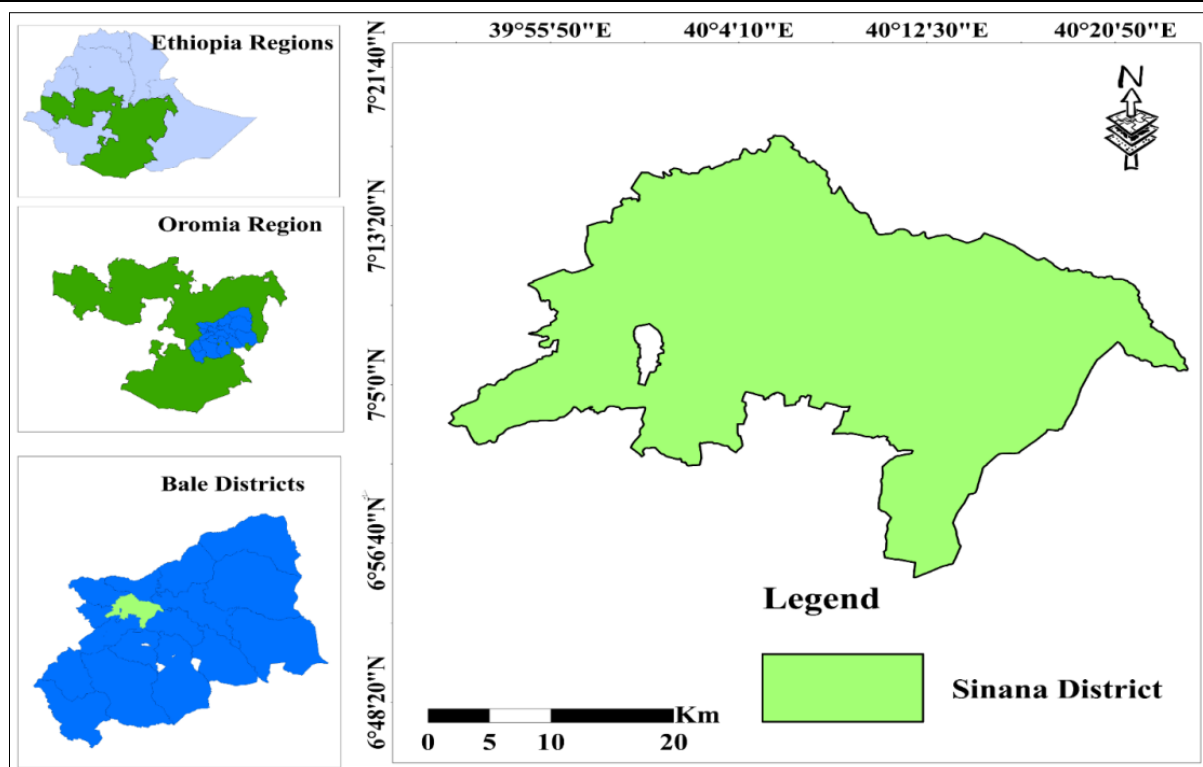 Ethiopia Regions
Oromia Region
Bale Districts
39°55'50"E 40°4'10"E 40°12'30"E 40°20'50"E
7°21'40"N
7°13'20"N
7°5'0"N
6°56'40"N
6°48'20"N
N
Legend
Sinana District
Km
0 5 10 20